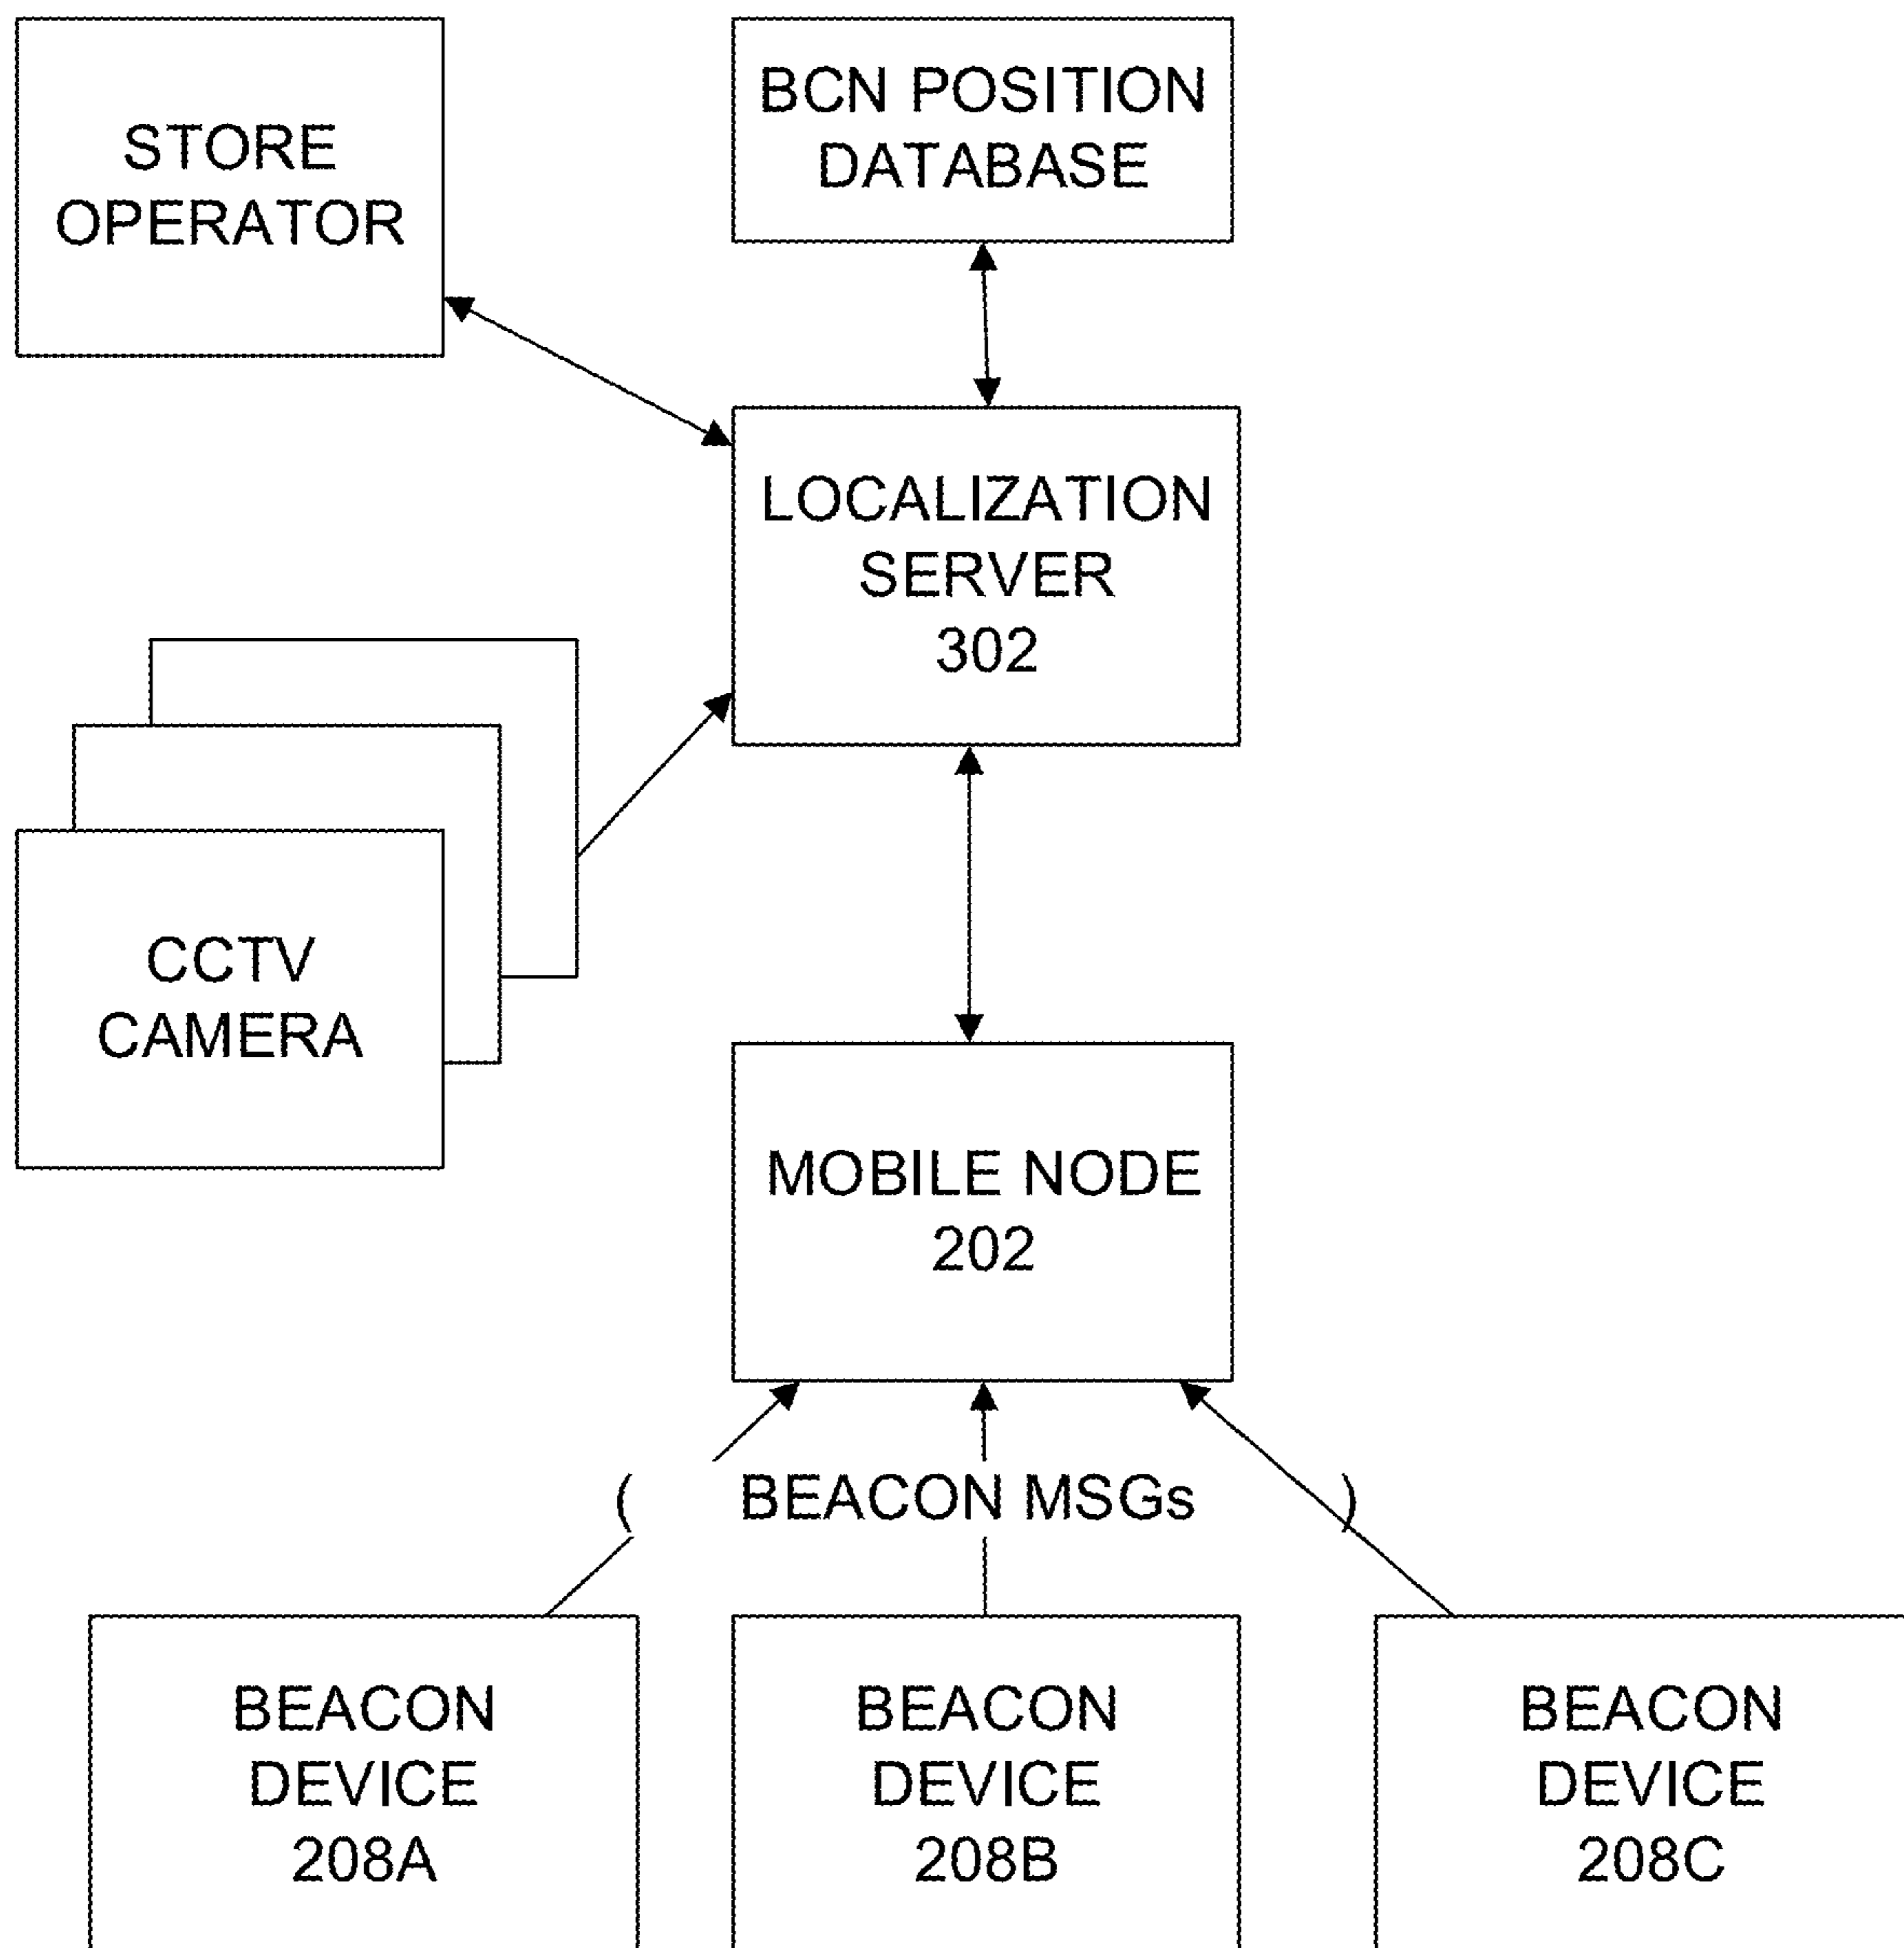 STORE
OPERATOR
BCN POSITION
DATABASE
LOCALIZATION
SERVER
302
CCTV
CAMERA
MOBILE NODE
202
( BEACON MSGs )
BEACON
DEVICE
208A
BEACON
DEVICE
208B
BEACON
DEVICE
208C